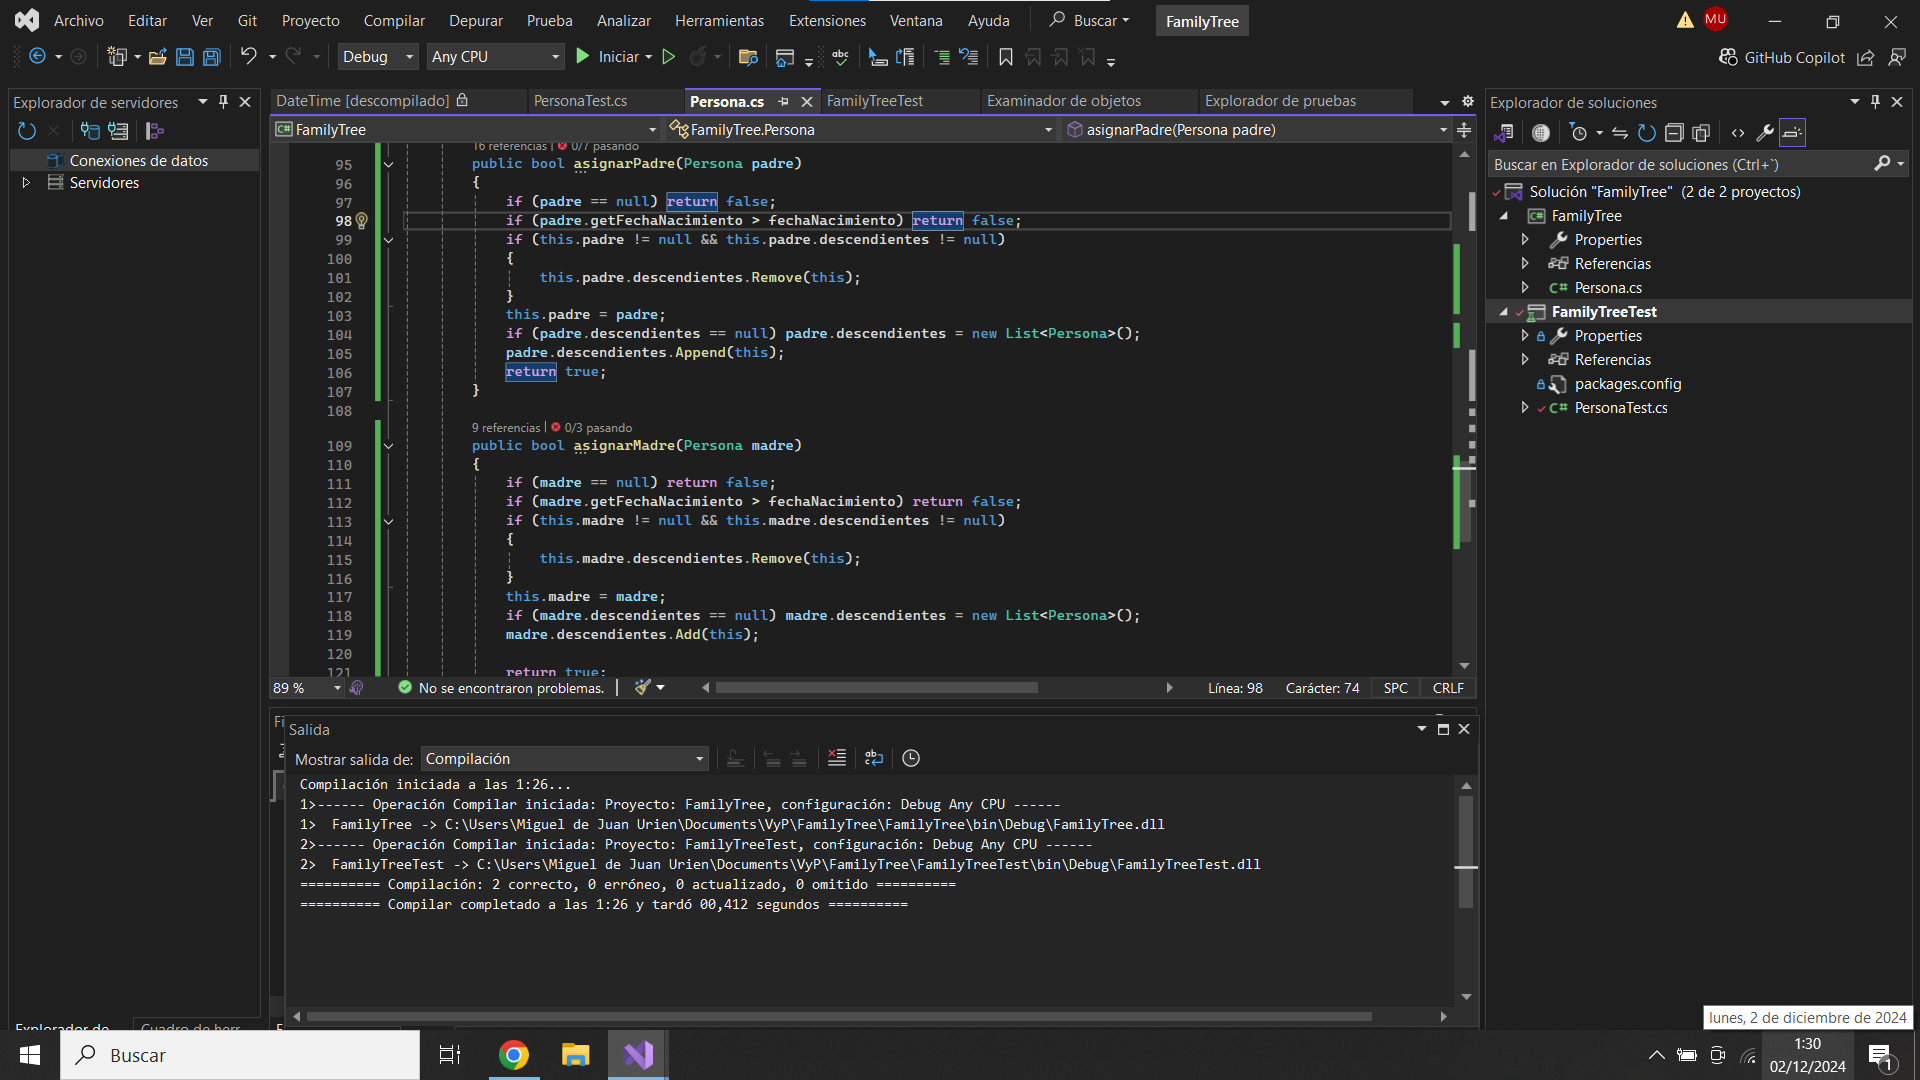 Archivo Editar Ver Git Proyecto Compilar Depurar Prueba Analizar Herramientas Extensiones Ventana Ayuda Buscar FamilyTree MU
Debug Any CPU Iniciar abc GitHub Copilot
Explorador de servidores
Conexiones de datos
Servidores
DateTime [descompilado] PersonaTest.cs Persona.cs FamilyTreeTest Examinador de objetos Explorador de pruebas
C# FamilyTree FamilyTree.Persona asignarPadre(Persona padre)
16 referencias | 0/7 pasando
95 public bool asignarPadre(Persona padre)
96 {
97 if (padre == null) return false;
98 if (padre.getFechaNacimiento > fechaNacimiento) return false;
99 if (this.padre != null && this.padre.descendientes != null)
100 {
101 this.padre.descendientes.Remove(this);
102 }
103 this.padre = padre;
104 if (padre.descendientes == null) padre.descendientes = new List<Persona>();
105 padre.descendientes.Append(this);
106 return true;
107 }
108
9 referencias | 0/3 pasando
109 public bool asignarMadre(Persona madre)
110 {
111 if (madre == null) return false;
112 if (madre.getFechaNacimiento > fechaNacimiento) return false;
113 if (this.madre != null && this.madre.descendientes != null)
114 {
115 this.madre.descendientes.Remove(this);
116 }
117 this.madre = madre;
118 if (madre.descendientes == null) madre.descendientes = new List<Persona>();
119 madre.descendientes.Add(this);
120
121 return true;
89 % No se encontraron problemas. Línea: 98 Carácter: 74 SPC CRLF
Salida
Mostrar salida de: Compilación
Compilación iniciada a las 1:26...
1>------ Operación Compilar iniciada: Proyecto: FamilyTree, configuración: Debug Any CPU ------
1>  FamilyTree -> C:\Users\Miguel de Juan Urien\Documents\VyP\FamilyTree\FamilyTree\bin\Debug\FamilyTree.dll
2>------ Operación Compilar iniciada: Proyecto: FamilyTreeTest, configuración: Debug Any CPU ------
2>  FamilyTreeTest -> C:\Users\Miguel de Juan Urien\Documents\VyP\FamilyTree\FamilyTreeTest\bin\Debug\FamilyTreeTest.dll
========== Compilación: 2 correcto, 0 erróneo, 0 actualizado, 0 omitido ==========
========== Compilar completado a las 1:26 y tardó 00,412 segundos ==========
Explorador de soluciones
Buscar en Explorador de soluciones (Ctrl+`)
Solución "FamilyTree" (2 de 2 proyectos)
C# FamilyTree
Properties
Referencias
C# Persona.cs
FamilyTreeTest
Properties
Referencias
packages.config
C# PersonaTest.cs
Explorador de Cuadro de herr
lunes, 2 de diciembre de 2024
Buscar
1:30
02/12/2024
1